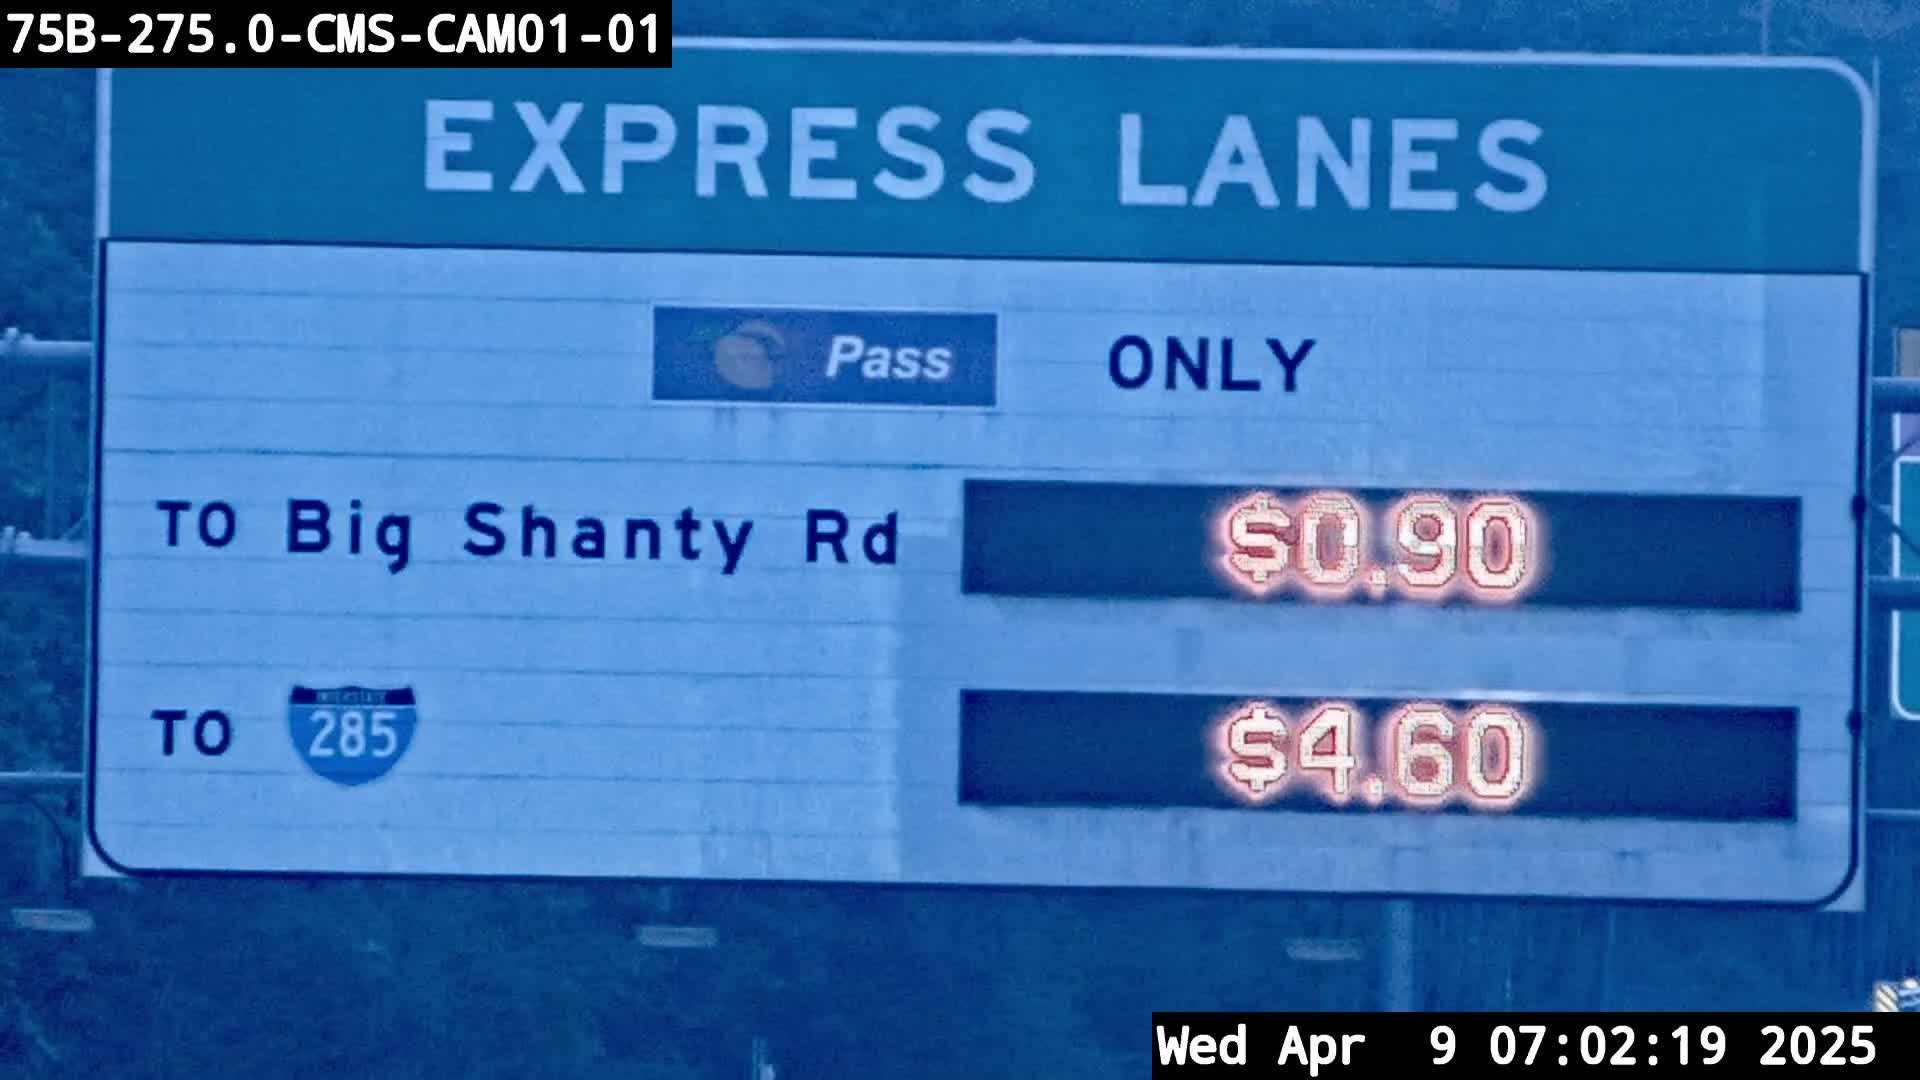 75B-275.0-CMS-CAM01-01
EXPRESS LANES
Pass ONLY
TO Big Shanty Rd $0.90
INTERSTATE
TO 285 $4.60
Wed Apr 9 07:02:19 2025